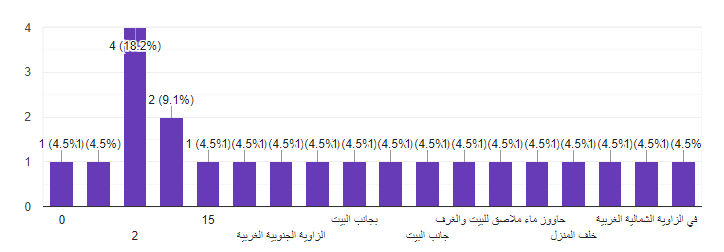 4
4 (18.2%)
3
2 (9.1%)
2
1 (4.5%) 1 (4.5%) 1 (4.5%) 1 (4.5%) 1 (4.5%) 1 (4.5%) 1 (4.5%) 1 (4.5%) 1 (4.5%) 1 (4.5%) 1 (4.5%) 1 (4.5%) 1 (4.5%) 1 (4.5%) 1 (4.5%) 1 (4.5%
1
0
0
15
بجانب البيت
حاووز ماء ملاصق للبيت والغرف
في الزاوية الشمالية الغربية
2
الزاوية الجنوبية الغربية
جانب البيت
خلف المنزل